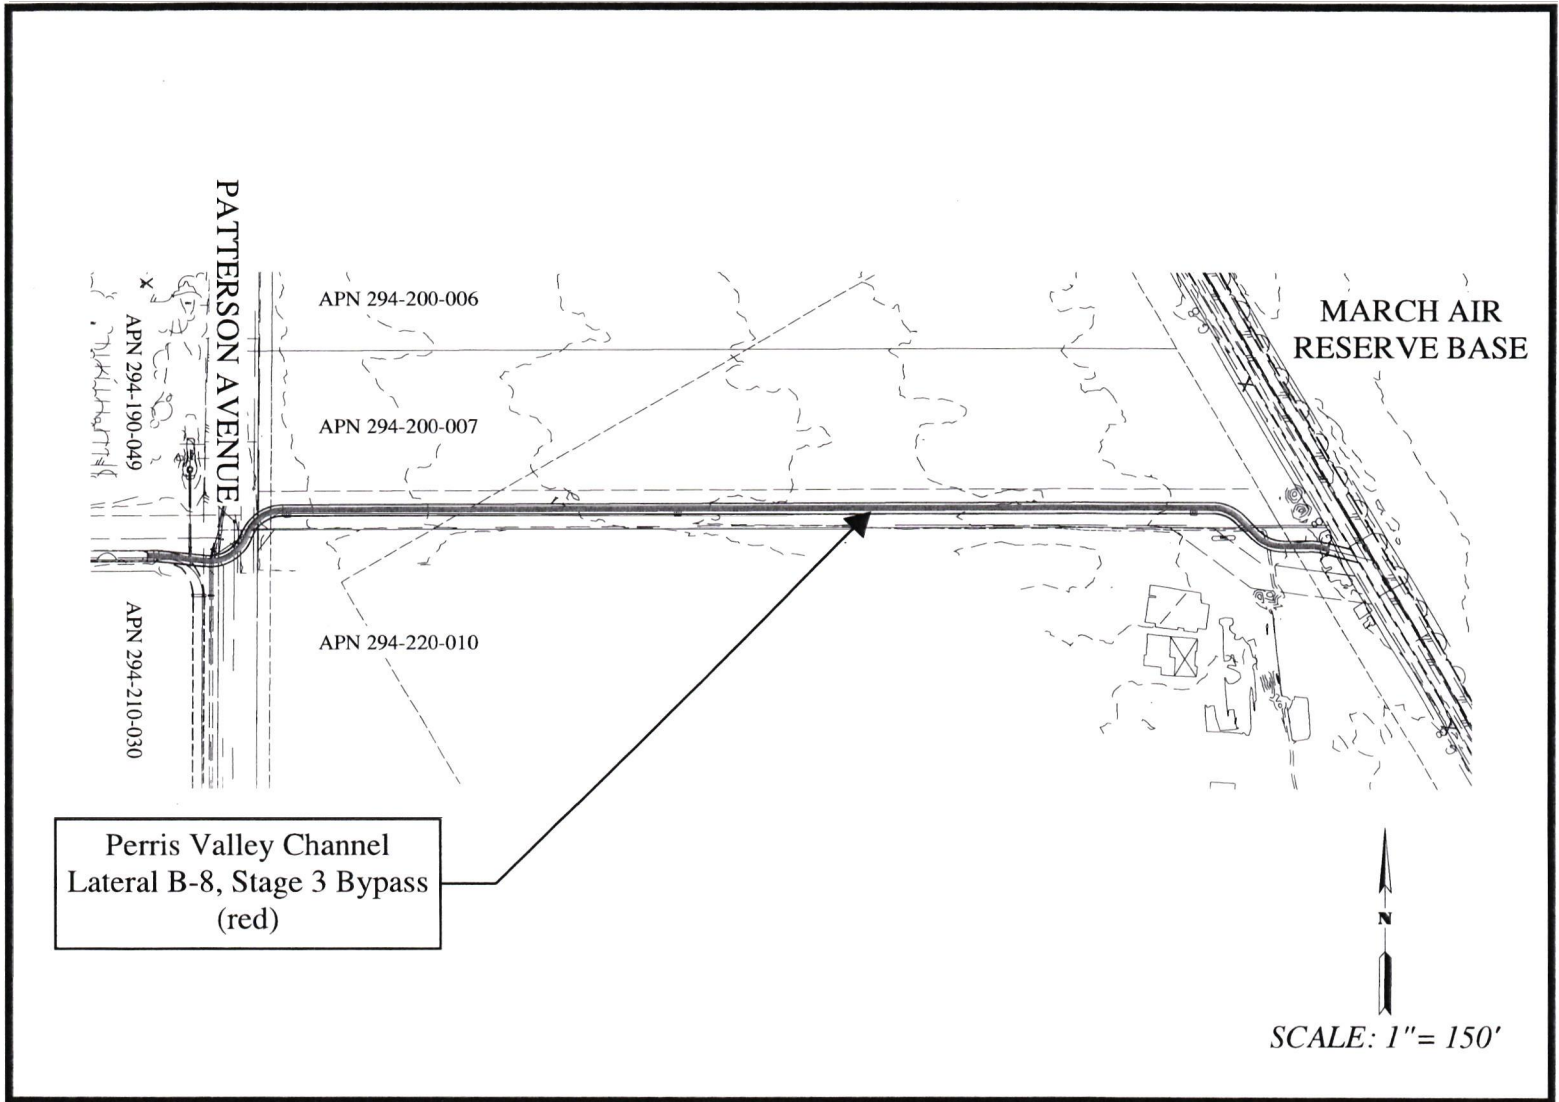 PATTERSON AVENUE
APN 294-200-006
MARCH AIR
RESERVE BASE
APN 294-190-049
APN 294-200-007
APN 294-210-030
APN 294-220-010
Perris Valley Channel
Lateral B-8, Stage 3 Bypass
(red)
N
SCALE: 1"= 150'